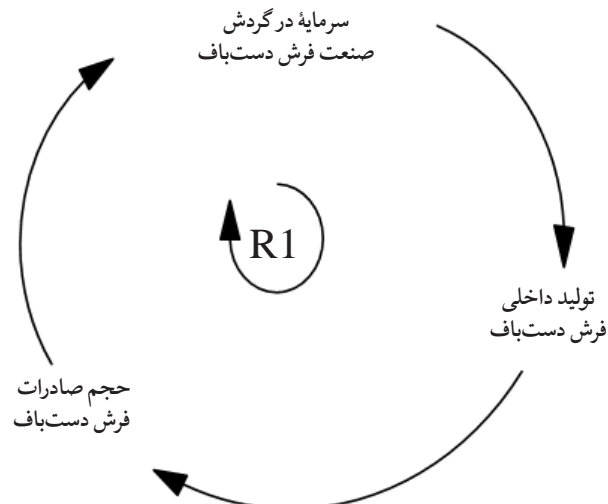 سرمایهٔ در گردش
صنعت فرش دست‌باف
R1
تولید داخلی
فرش دست‌باف
حجم صادرات
فرش دست‌باف